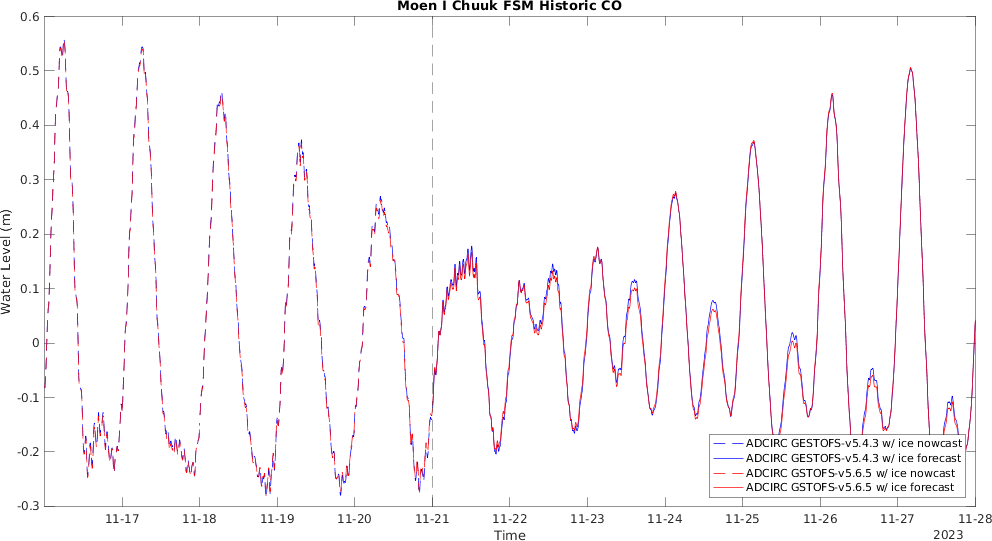 Moen I Chuuk FSM Historic CO
0.6
0.5
0.4
0.3
0.2
0.1
0
-0.1
-0.2
-0.3
Water Level (m)
ADCIRC GESTOFS-v5.4.3 w/ ice nowcast
ADCIRC GESTOFS-v5.4.3 w/ ice forecast
ADCIRC GSTOFS-v5.6.5 w/ ice nowcast
ADCIRC GSTOFS-v5.6.5 w/ ice forecast
11-17 11-18 11-19 11-20 11-21 11-22 11-23 11-24 11-25 11-26 11-27 11-28
Time
2023